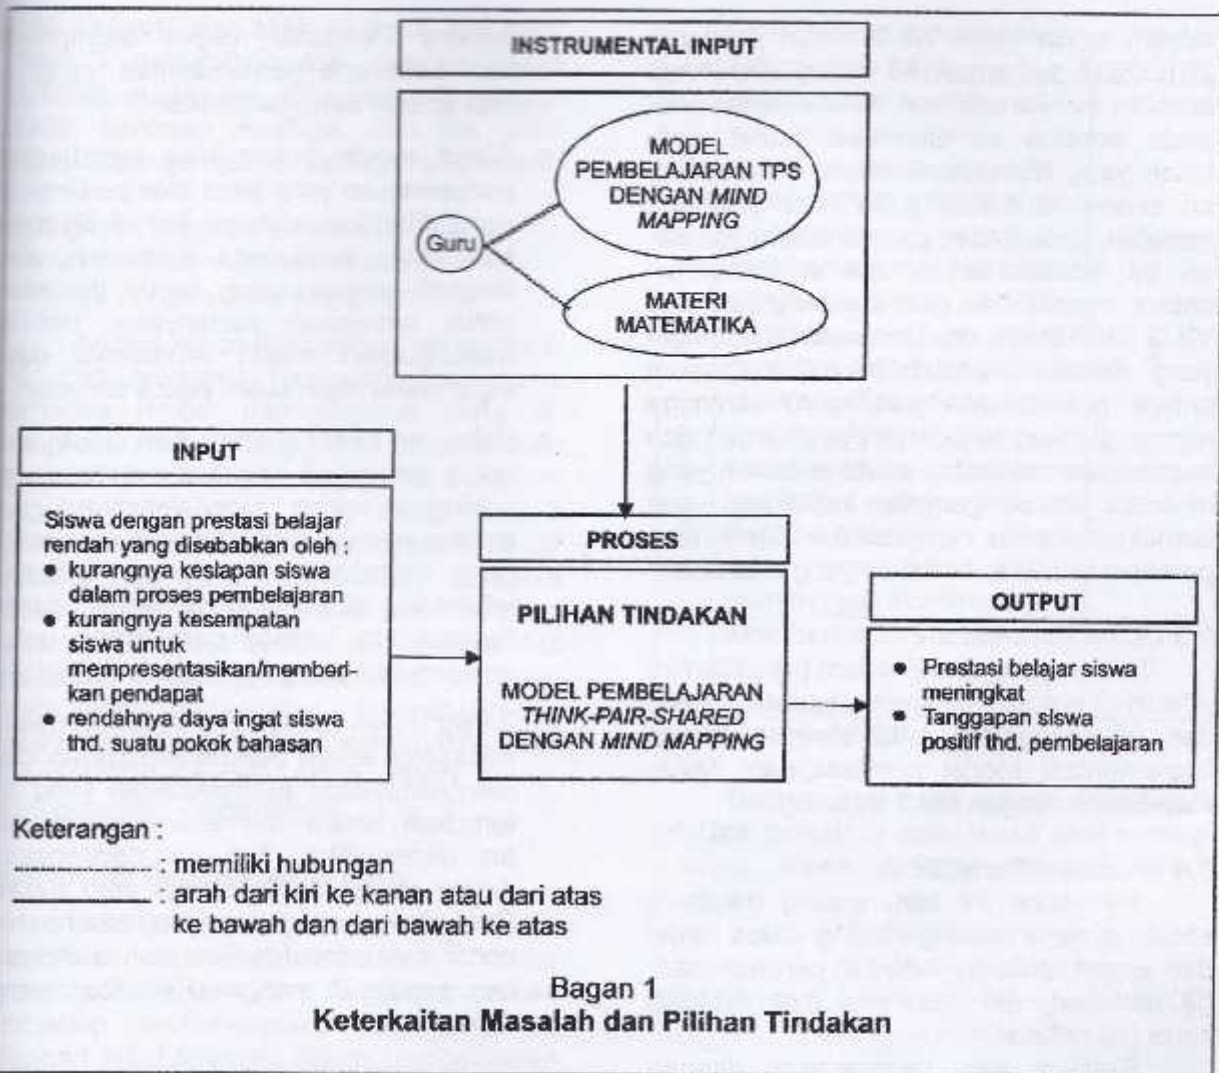 INSTRUMENTAL INPUT
MODEL
PEMBELAJARAN TPS
DENGAN MIND
MAPPING
Guru
MATERI
MATEMATIKA
INPUT
Siswa dengan prestasi belajar
rendah yang disebabkan oleh :
● kurangnya kesiapan siswa
dalam proses pembelajaran
● kurangnya kesempatan
siswa untuk
mempresentasikan/memberi-
kan pendapat
● rendahnya daya ingat siswa
thd. suatu pokok bahasan
PROSES
PILIHAN TINDAKAN
MODEL PEMBELAJARAN
THINK-PAIR-SHARED
DENGAN MIND MAPPING
OUTPUT
● Prestasi belajar siswa
meningkat
● Tanggapan siswa
positif thd. pembelajaran
Keterangan :
: memiliki hubungan
: arah dari kiri ke kanan atau dari atas
ke bawah dan dari bawah ke atas
Bagan 1
Keterkaitan Masalah dan Pilihan Tindakan